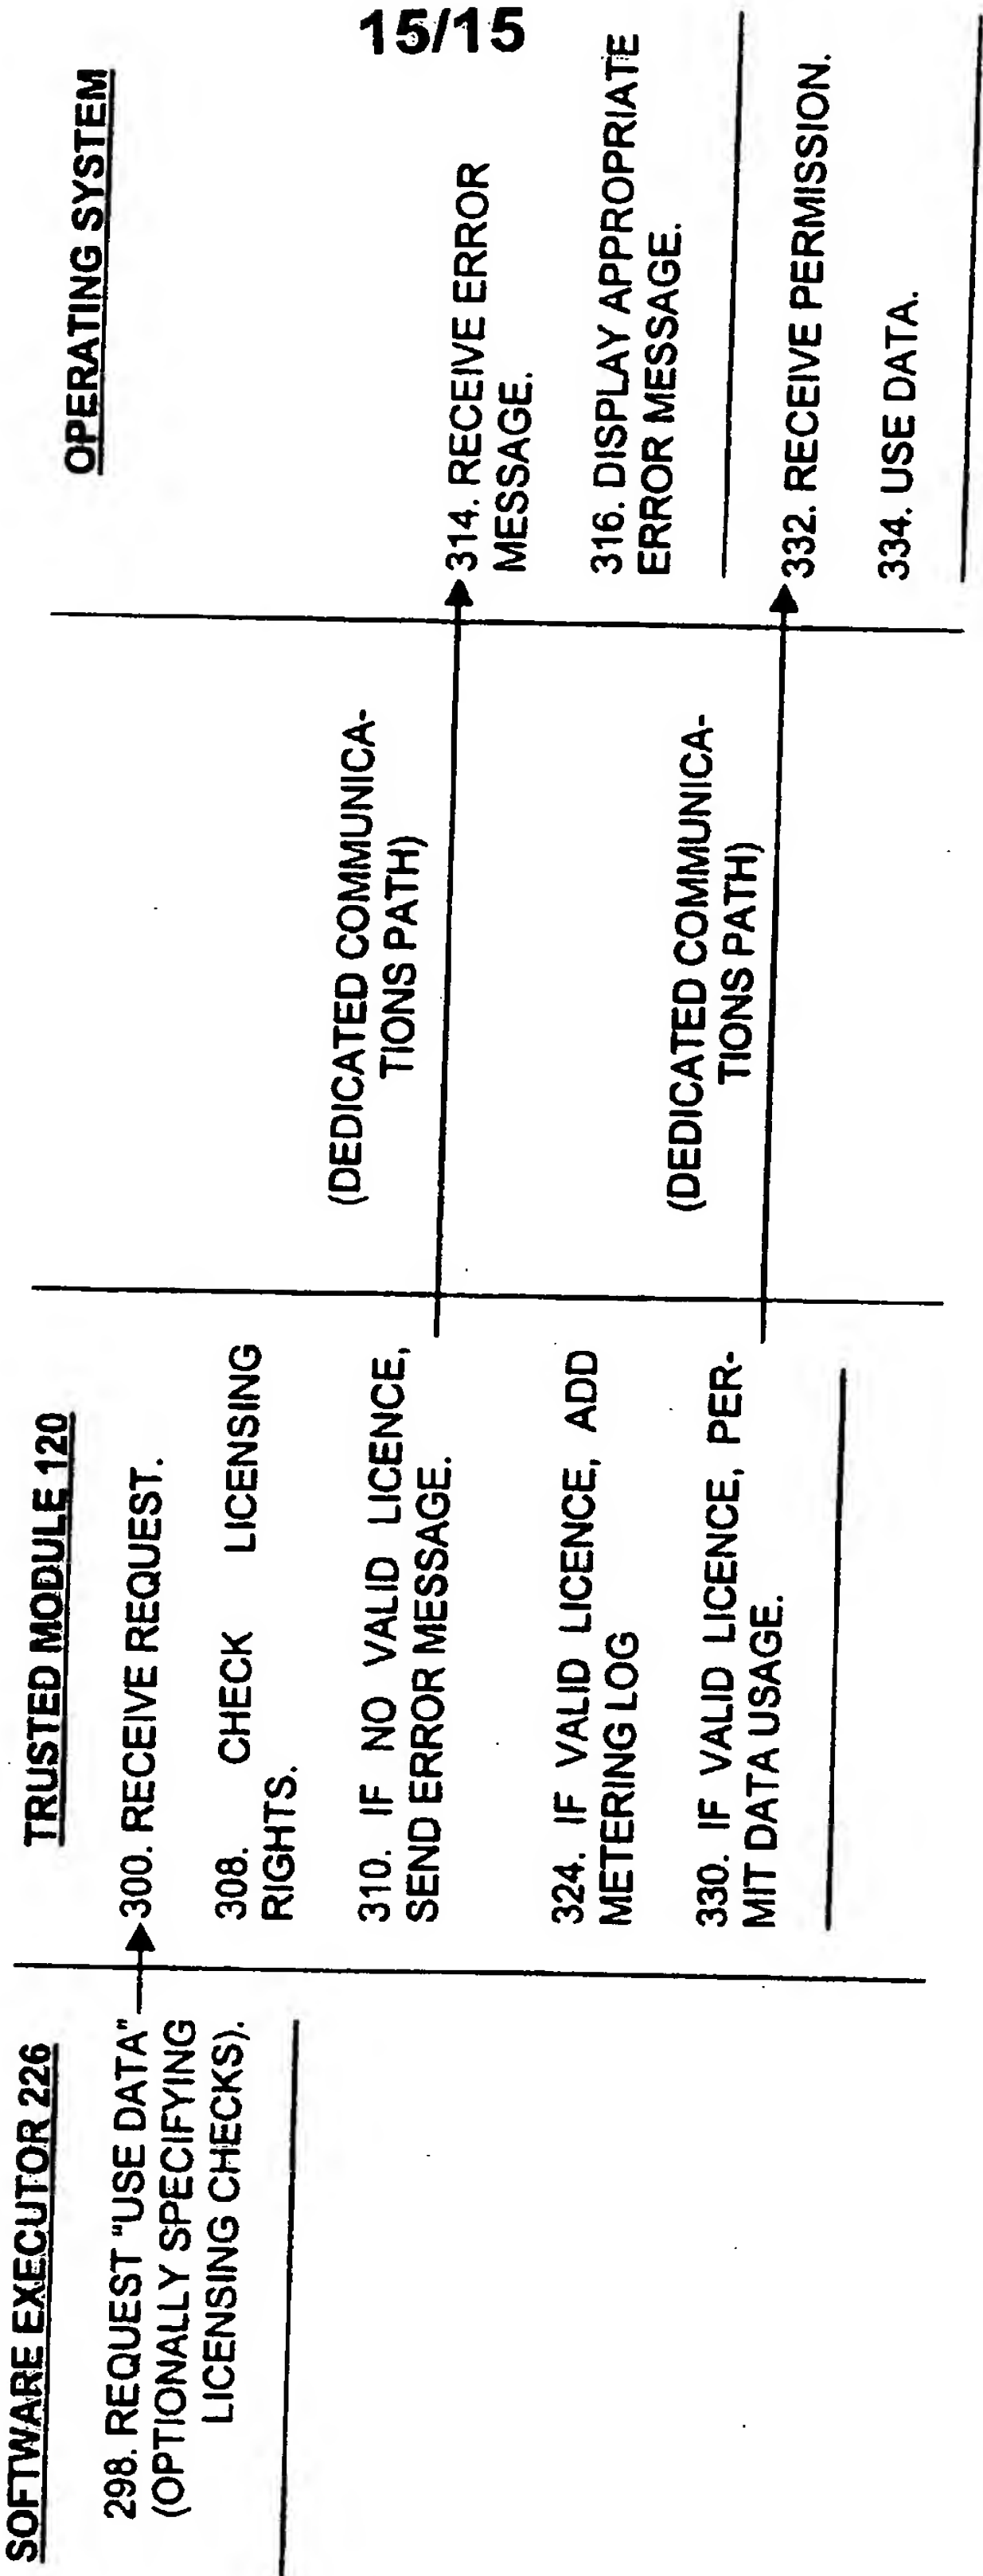 15/15
SOFTWARE EXECUTOR 226
298. REQUEST "USE DATA"
(OPTIONALLY SPECIFYING
LICENSING CHECKS).
TRUSTED MODULE 120
300. RECEIVE REQUEST.
308. CHECK LICENSING
RIGHTS.
310. IF NO VALID LICENCE,
SEND ERROR MESSAGE.
324. IF VALID LICENCE, ADD
METERING LOG
330. IF VALID LICENCE, PER-
MIT DATA USAGE.
(DEDICATED COMMUNICA-
TIONS PATH)
(DEDICATED COMMUNICA-
TIONS PATH)
OPERATING SYSTEM
314. RECEIVE ERROR
MESSAGE.
316. DISPLAY APPROPRIATE
ERROR MESSAGE.
332. RECEIVE PERMISSION.
334. USE DATA.